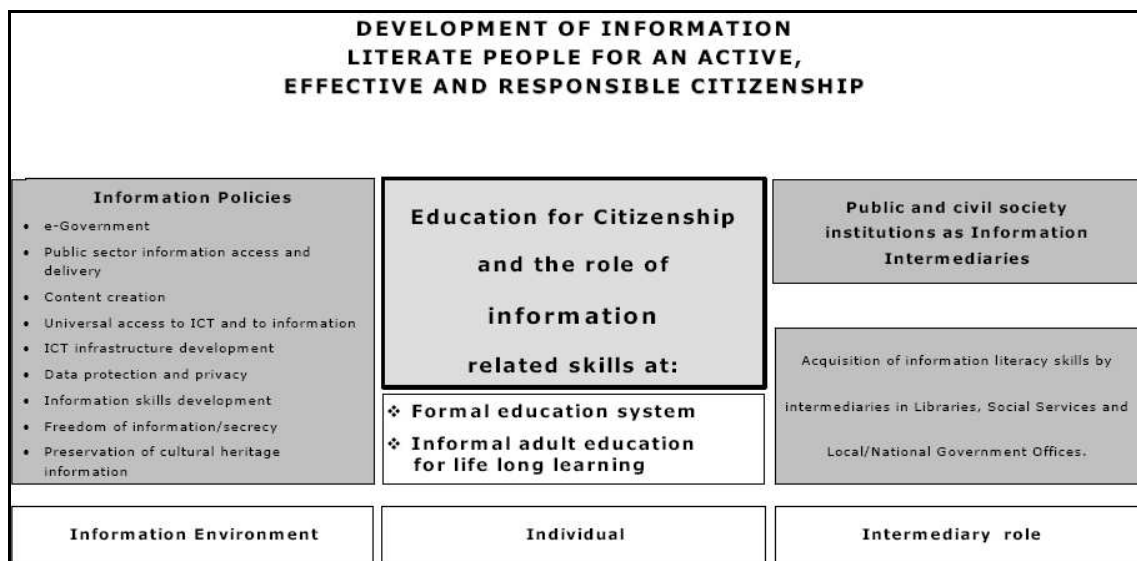 DEVELOPMENT OF INFORMATION
LITERATE PEOPLE FOR AN ACTIVE,
EFFECTIVE AND RESPONSIBLE CITIZENSHIP
Information Policies
• e-Government
• Public sector information access and
delivery
• Content creation
• Universal access to ICT and to information
• ICT infrastructure development
• Data protection and privacy
• Information skills development
• Freedom of information/secrecy
• Preservation of cultural heritage
information
Education for Citizenship
and the role of
information
related skills at:
❖ Formal education system
❖ Informal adult education
for life long learning
Public and civil society
institutions as Information
Intermediaries
Acquisition of information literacy skills by
intermediaries in Libraries, Social Services and
Local/National Government Offices.
Information Environment
Individual
Intermediary role